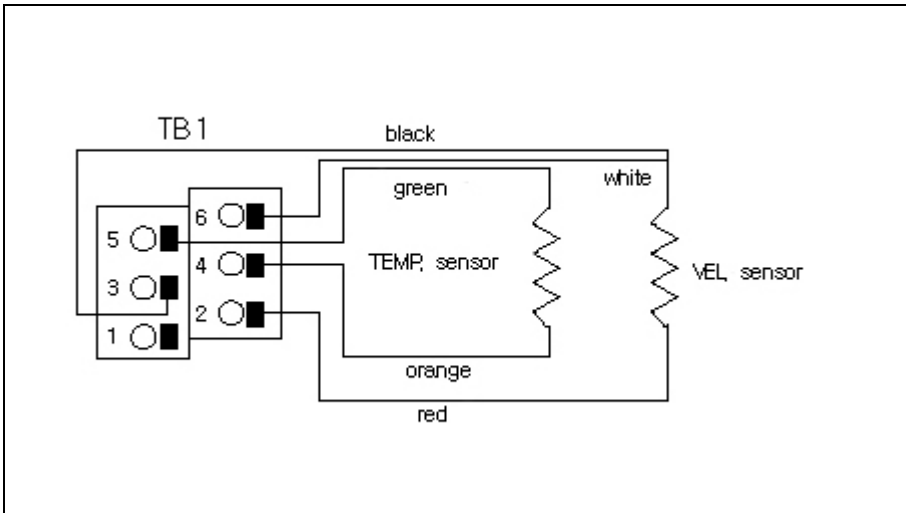 TB1
black
white
green
6
5
4
TEMP, sensor
VEL, sensor
3
2
1
orange
red